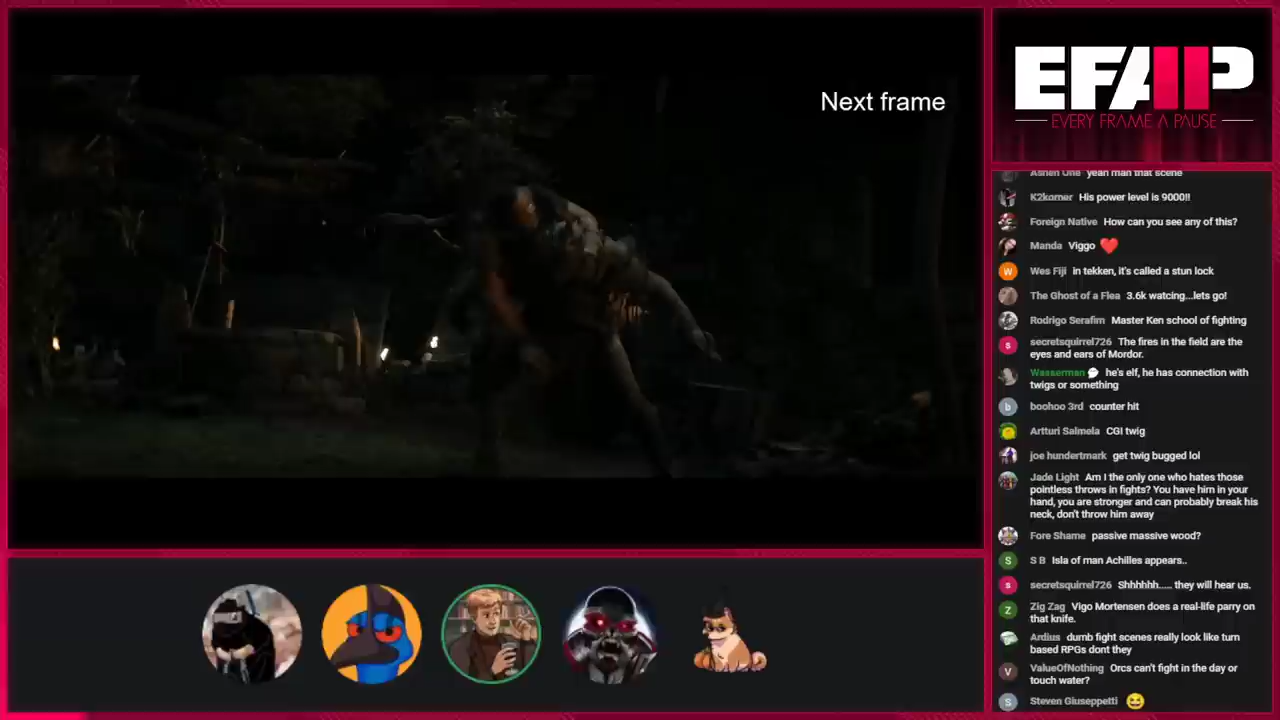 Next frame
EFAP
EVERY FRAME A PAUSE
Ashen One yeah man that scene
K2komer His power level is 9000!!
Foreign Native How can you see any of this?
Manda Viggo ❤️
W
Wes Fiji in tekken, it's called a stun lock
The Ghost of a Flea 3.6k watcing...lets go!
Rodrigo Serafim Master Ken school of fighting
s
secretsquirrel726 The fires in the field are the
eyes and ears of Mordor.
Wasserman he's elf, he has connection with
twigs or something
b
boohoo 3rd counter hit
Artturi Salmela CGI twig
joe hundertmark get twig bugged lol
Jade Light Am I the only one who hates those
pointless throws in fights? You have him in your
hand, you are stronger and can probably break his
neck, don't throw him away
Fore Shame passive massive wood?
S
S B Isla of man Achilles appears..
s
secretsquirrel726 Shhhhhh..... they will hear us.
Z
Zig Zag Vigo Mortensen does a real-life parry on
that knife.
Ardius dumb fight scenes really look like turn
based RPGs dont they
V
ValueOfNothing Orcs can't fight in the day or
touch water?
S
Steven Giuseppetti 😆